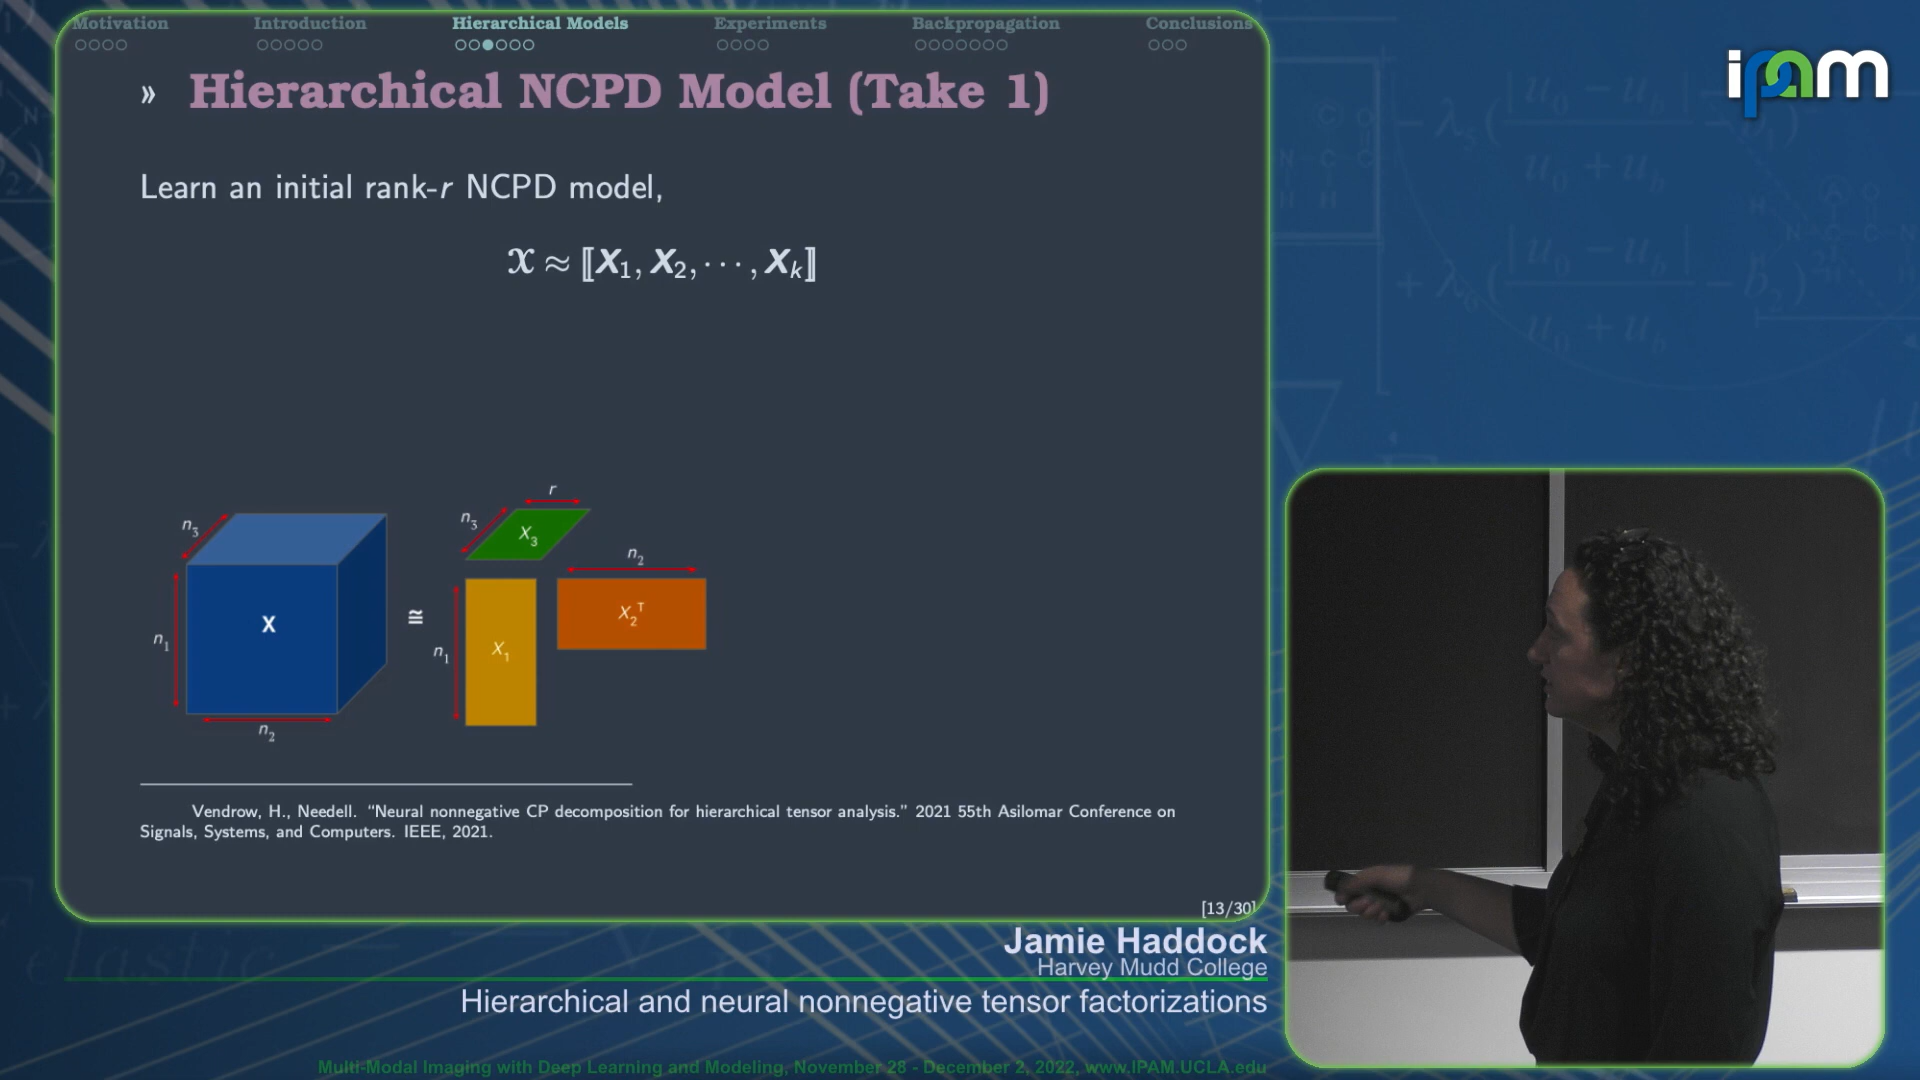 Motivation Introduction Hierarchical Models Experiments Backpropagation Conclusions
» Hierarchical NCPD Model (Take 1)
Learn an initial rank-r NCPD model,
𝒳 ≈ ⟦X₁, X₂, ⋯ , Xₖ⟧
n₃
n₁
X
n₂
≅
r
n₃
X₃
n₂
n₁
X₁
X₂ᵀ
Vendrow, H., Needell. “Neural nonnegative CP decomposition for hierarchical tensor analysis.” 2021 55th Asilomar Conference on
Signals, Systems, and Computers. IEEE, 2021.
[13/30]
ipam
Jamie Haddock
Harvey Mudd College
Hierarchical and neural nonnegative tensor factorizations
Multi-Modal Imaging with Deep Learning and Modeling, November 28 - December 2, 2022, www.IPAM.UCLA.edu